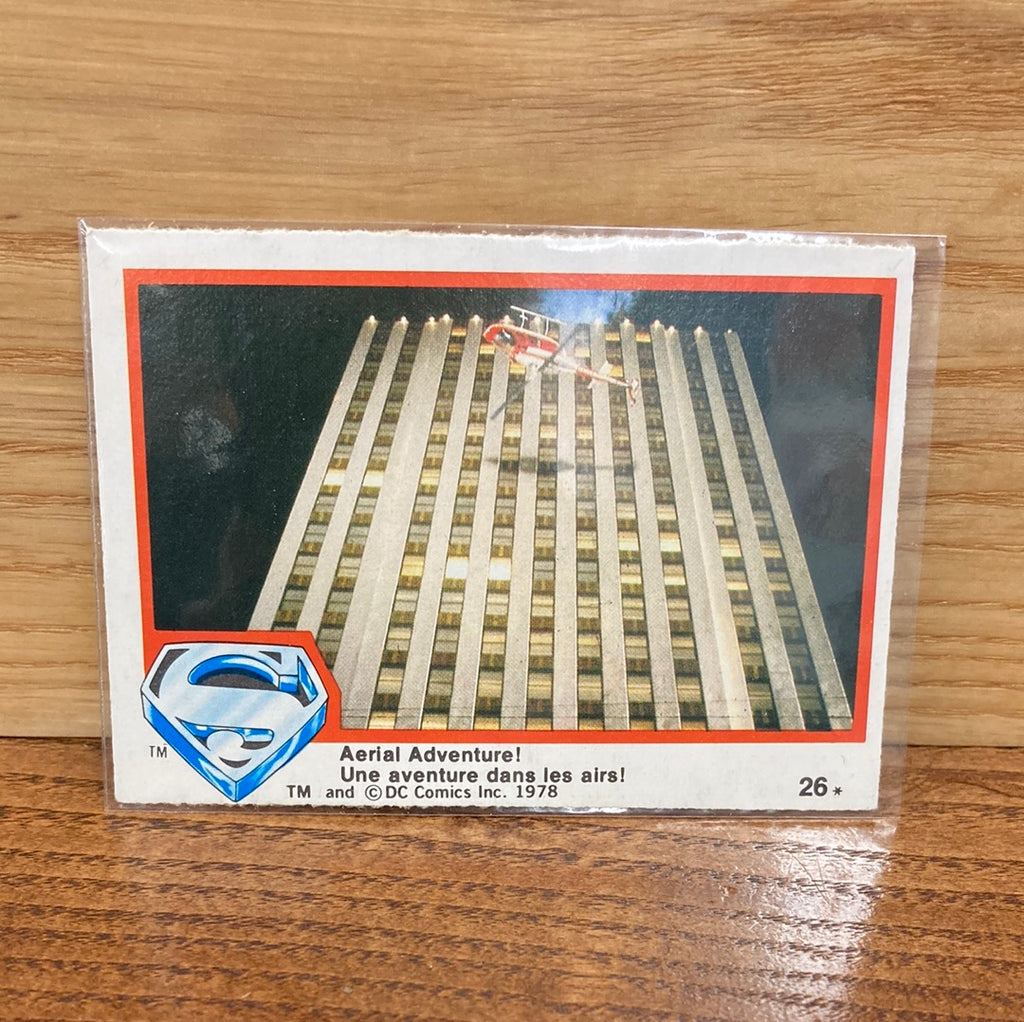 TM
Aerial Adventure!
Une aventure dans les airs!
TM and ©DC Comics Inc. 1978
26 *